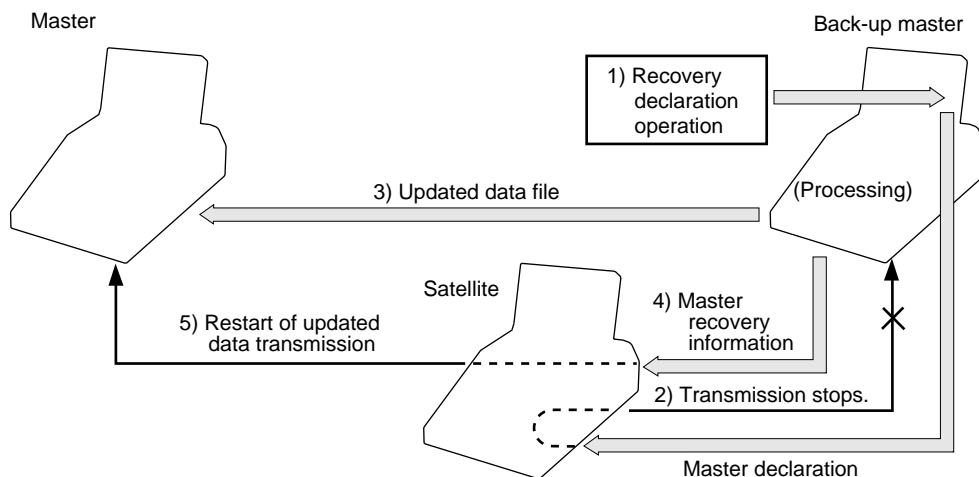 Master
Back-up master
1) Recovery
declaration
operation
(Processing)
3) Updated data file
Satellite
4) Master
recovery
information
5) Restart of updated
data transmission
2) Transmission stops.
Master declaration